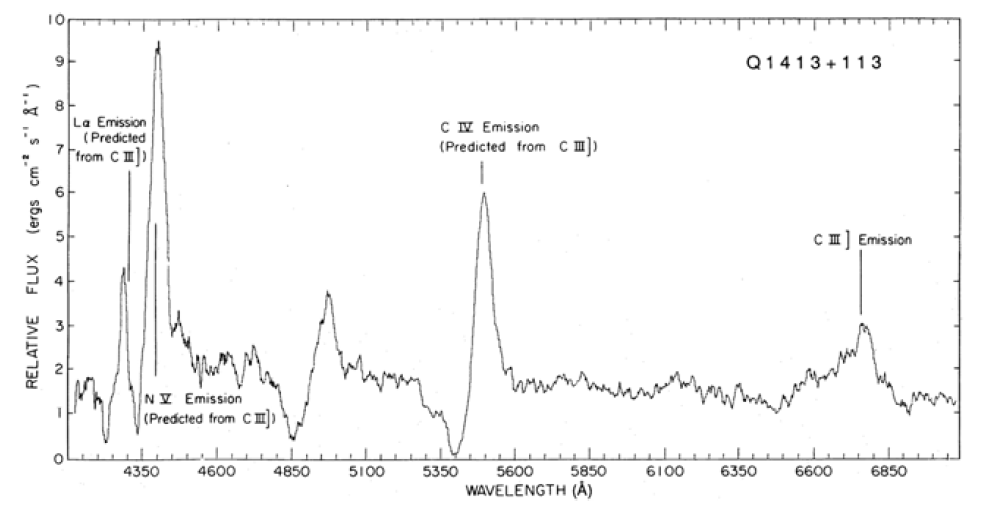 Q1413+113
Lα Emission
(Predicted
from C III])
C IV Emission
(Predicted from C III])
C III] Emission
N V Emission
(Predicted from C III])
RELATIVE FLUX (ergs cm⁻² s⁻¹ Å⁻¹)
10
9
8
7
6
5
4
3
2
1
0
4350 4600 4850 5100 5350 5600 5850 6100 6350 6600 6850
WAVELENGTH (Å)